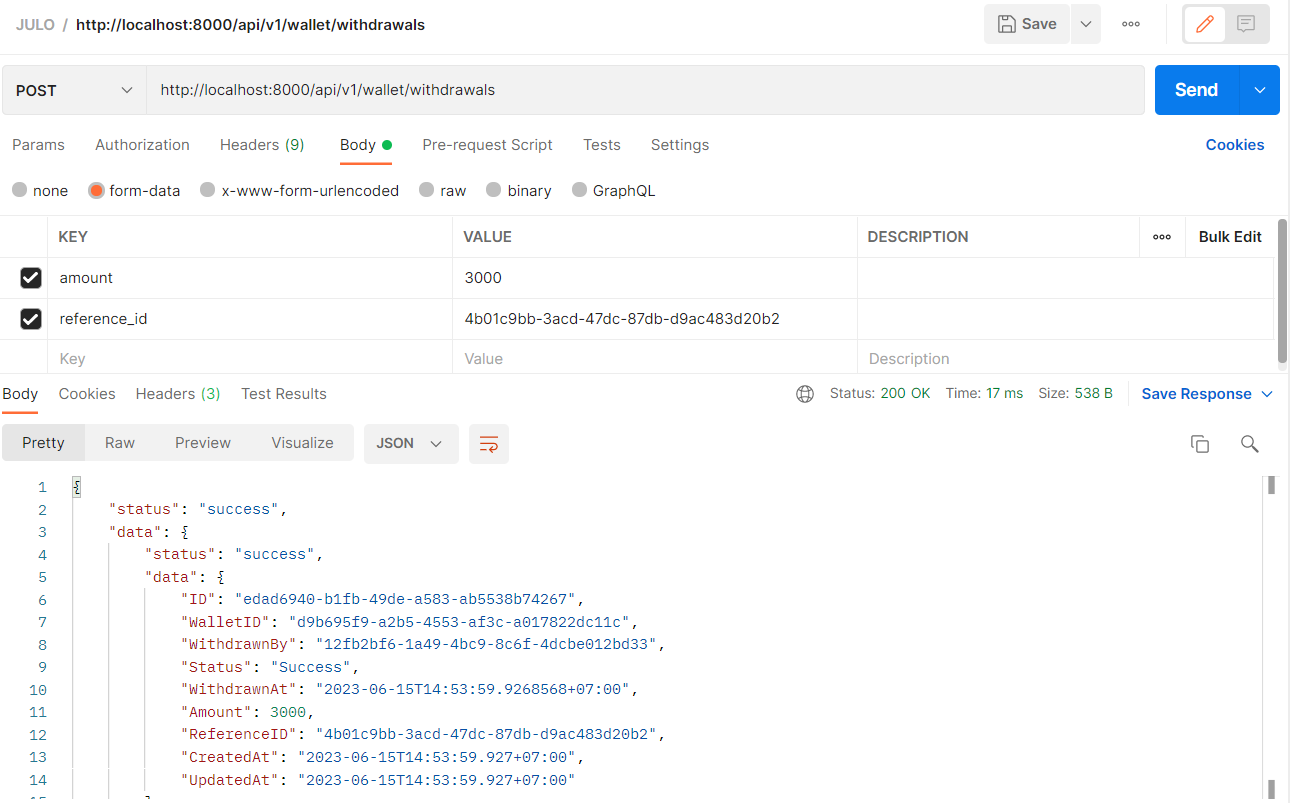 JULO / http://localhost:8000/api/v1/wallet/withdrawals Save
POST http://localhost:8000/api/v1/wallet/withdrawals Send
Params Authorization Headers (9) Body Pre-request Script Tests Settings Cookies
none form-data x-www-form-urlencoded raw binary GraphQL
KEY VALUE DESCRIPTION Bulk Edit
amount 3000
reference_id 4b01c9bb-3acd-47dc-87db-d9ac483d20b2
Key Value Description
Body Cookies Headers (3) Test Results Status: 200 OK Time: 17 ms Size: 538 B Save Response
Pretty Raw Preview Visualize JSON
1 {
2 "status": "success",
3 "data": {
4 "status": "success",
5 "data": {
6 "ID": "edad6940-b1fb-49de-a583-ab5538b74267",
7 "WalletID": "d9b695f9-a2b5-4553-af3c-a017822dc11c",
8 "WithdrawnBy": "12fb2bf6-1a49-4bc9-8c6f-4dcbe012bd33",
9 "Status": "Success",
10 "WithdrawnAt": "2023-06-15T14:53:59.9268568+07:00",
11 "Amount": 3000,
12 "ReferenceID": "4b01c9bb-3acd-47dc-87db-d9ac483d20b2",
13 "CreatedAt": "2023-06-15T14:53:59.927+07:00",
14 "UpdatedAt": "2023-06-15T14:53:59.927+07:00"